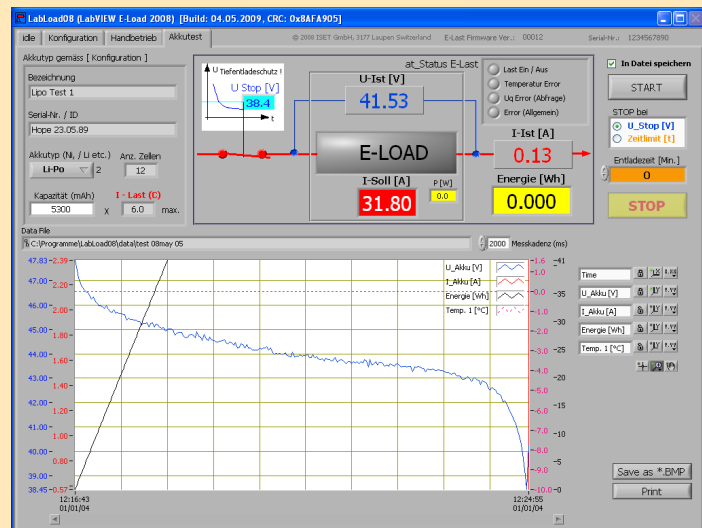 LabLoad08 (LabVIEW E-Load 2008) [Build: 04.05.2009, CRC: 0x8AFA905]
idle Konfiguration Handbetrieb Akkutest
© 2008 ISET GmbH, 3177 Laupen Switzerland E-Last Firmware Ver.: 00012 Serial-Nr.: 1234567890
Akkutyp gemäss [ Konfiguration ]
Bezeichnung
Lipo Test 1
Serial-Nr. / ID
Hope 23.05.89
Akkutyp (Ni, / Li etc.) Anz. Zellen
Li-Po 2 12
Kapazität (mAh) I - Last (C)
5300 x 6.0 max.
U Tiefentladeschutz !
U Stop [V]
38.4
t
at_Status E-Last
U-Ist [V]
41.53
E-LOAD
I-Soll [A] P [W]
31.80 0.0
Last Ein / Aus
Temperatur Error
Uq Error (Abfrage)
Error (Allgemein)
I-Ist [A]
0.13
Energie [Wh]
0.000
In Datei speichern
START
STOP bei
U_Stop [V]
Zeitlimit [t]
Entladezeit [Min.]
0
STOP
Data File
C:\Programme\LabLoad08\data\test 08may 05
2000 Messkadenz (ms)
47.83 2.39
47.00 2.20
46.00 2.00
45.00 1.80
44.00 1.60
43.00 1.40
42.00 1.20
41.00 1.00
40.00 0.80
39.00
38.45 0.57
U_Akku [V]
I_Akku [A]
Energie [Wh]
Temp. 1 [°C]
1.6 41
1.0
0.0 35
-1.0 30
-2.0
-3.0 25
-4.0
-5.0 20
-6.0 15
-7.0 10
-8.0
-9.0 5
-10.0 0
12:16:43
01/01/04
12:24:55
01/01/04
Time
U_Akku [V]
I_Akku [A]
Energie [Wh]
Temp. 1 [°C]
Save as *.BMP
Print